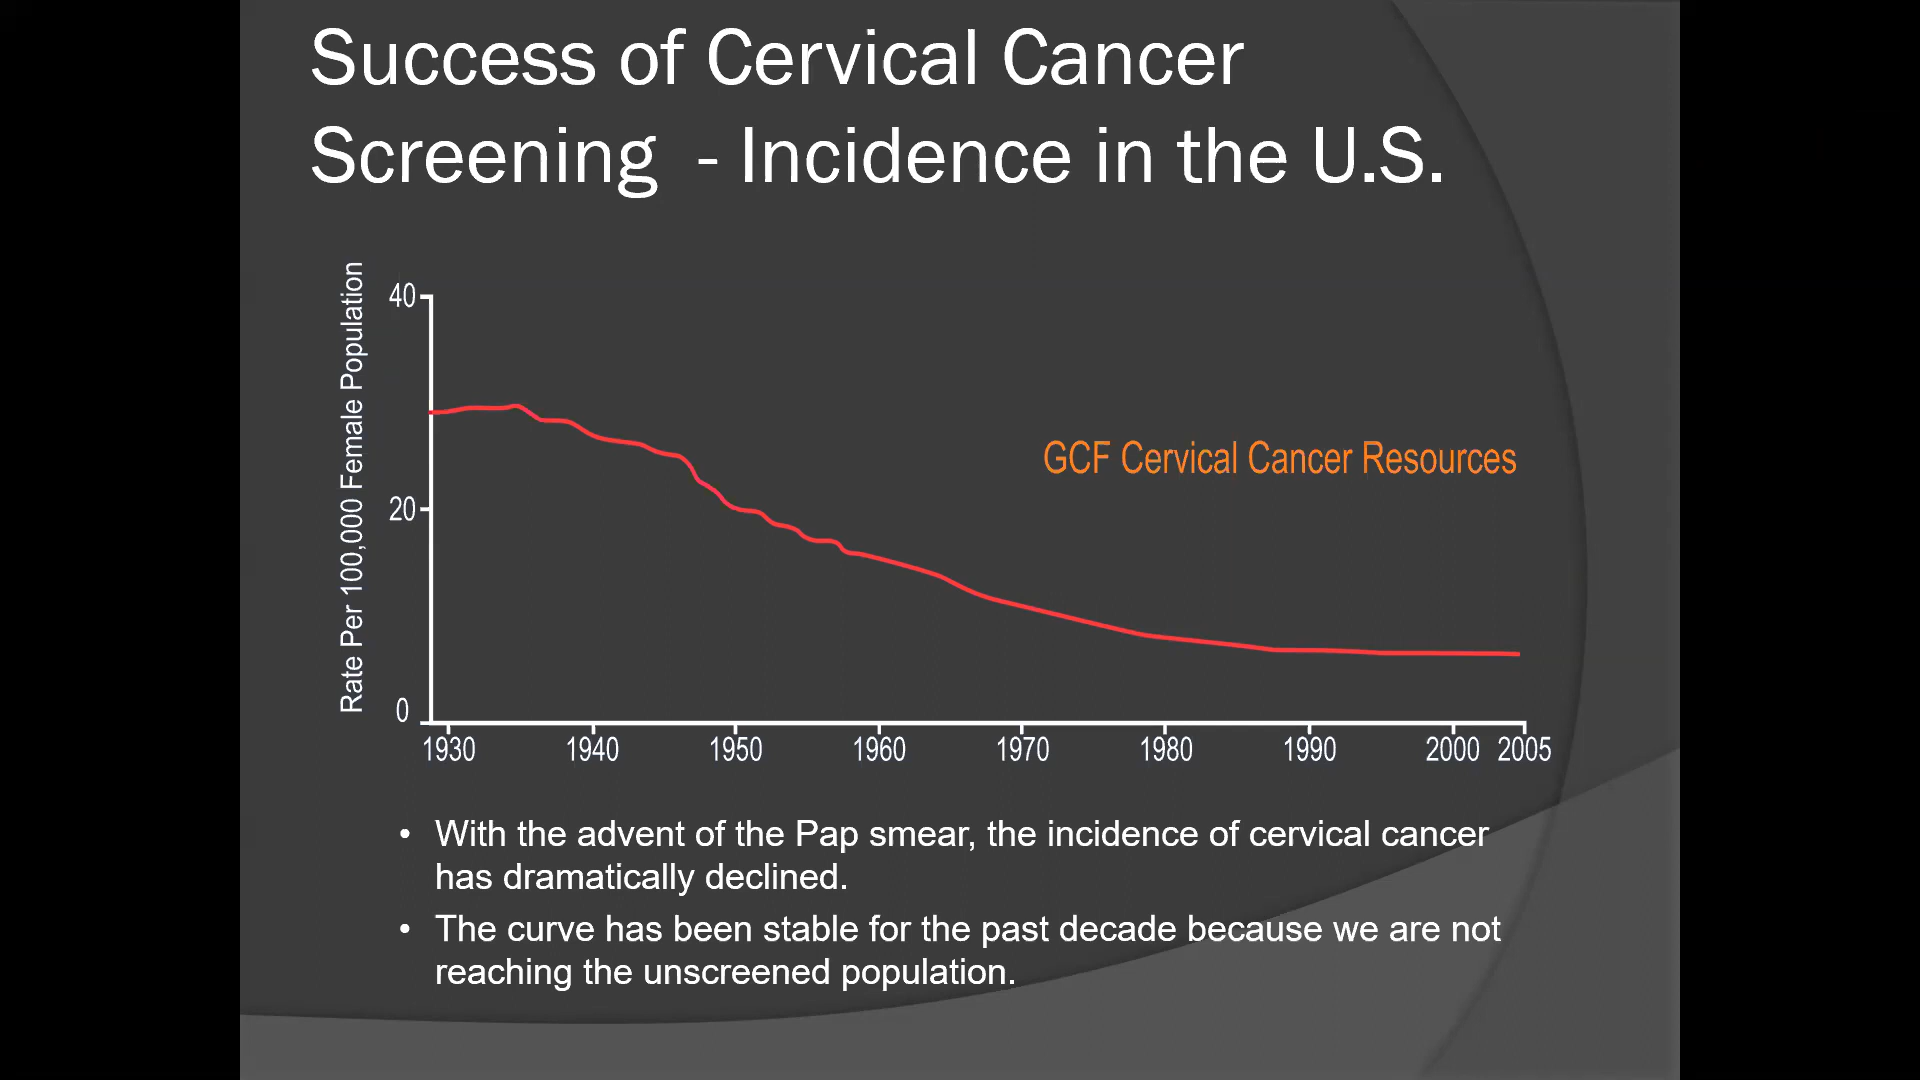 Success of Cervical Cancer
Screening - Incidence in the U.S.
Rate Per 100,000 Female Population
40
20
0
GCF Cervical Cancer Resources
1930 1940 1950 1960 1970 1980 1990 2000 2005
• With the advent of the Pap smear, the incidence of cervical cancer
has dramatically declined.
• The curve has been stable for the past decade because we are not
reaching the unscreened population.